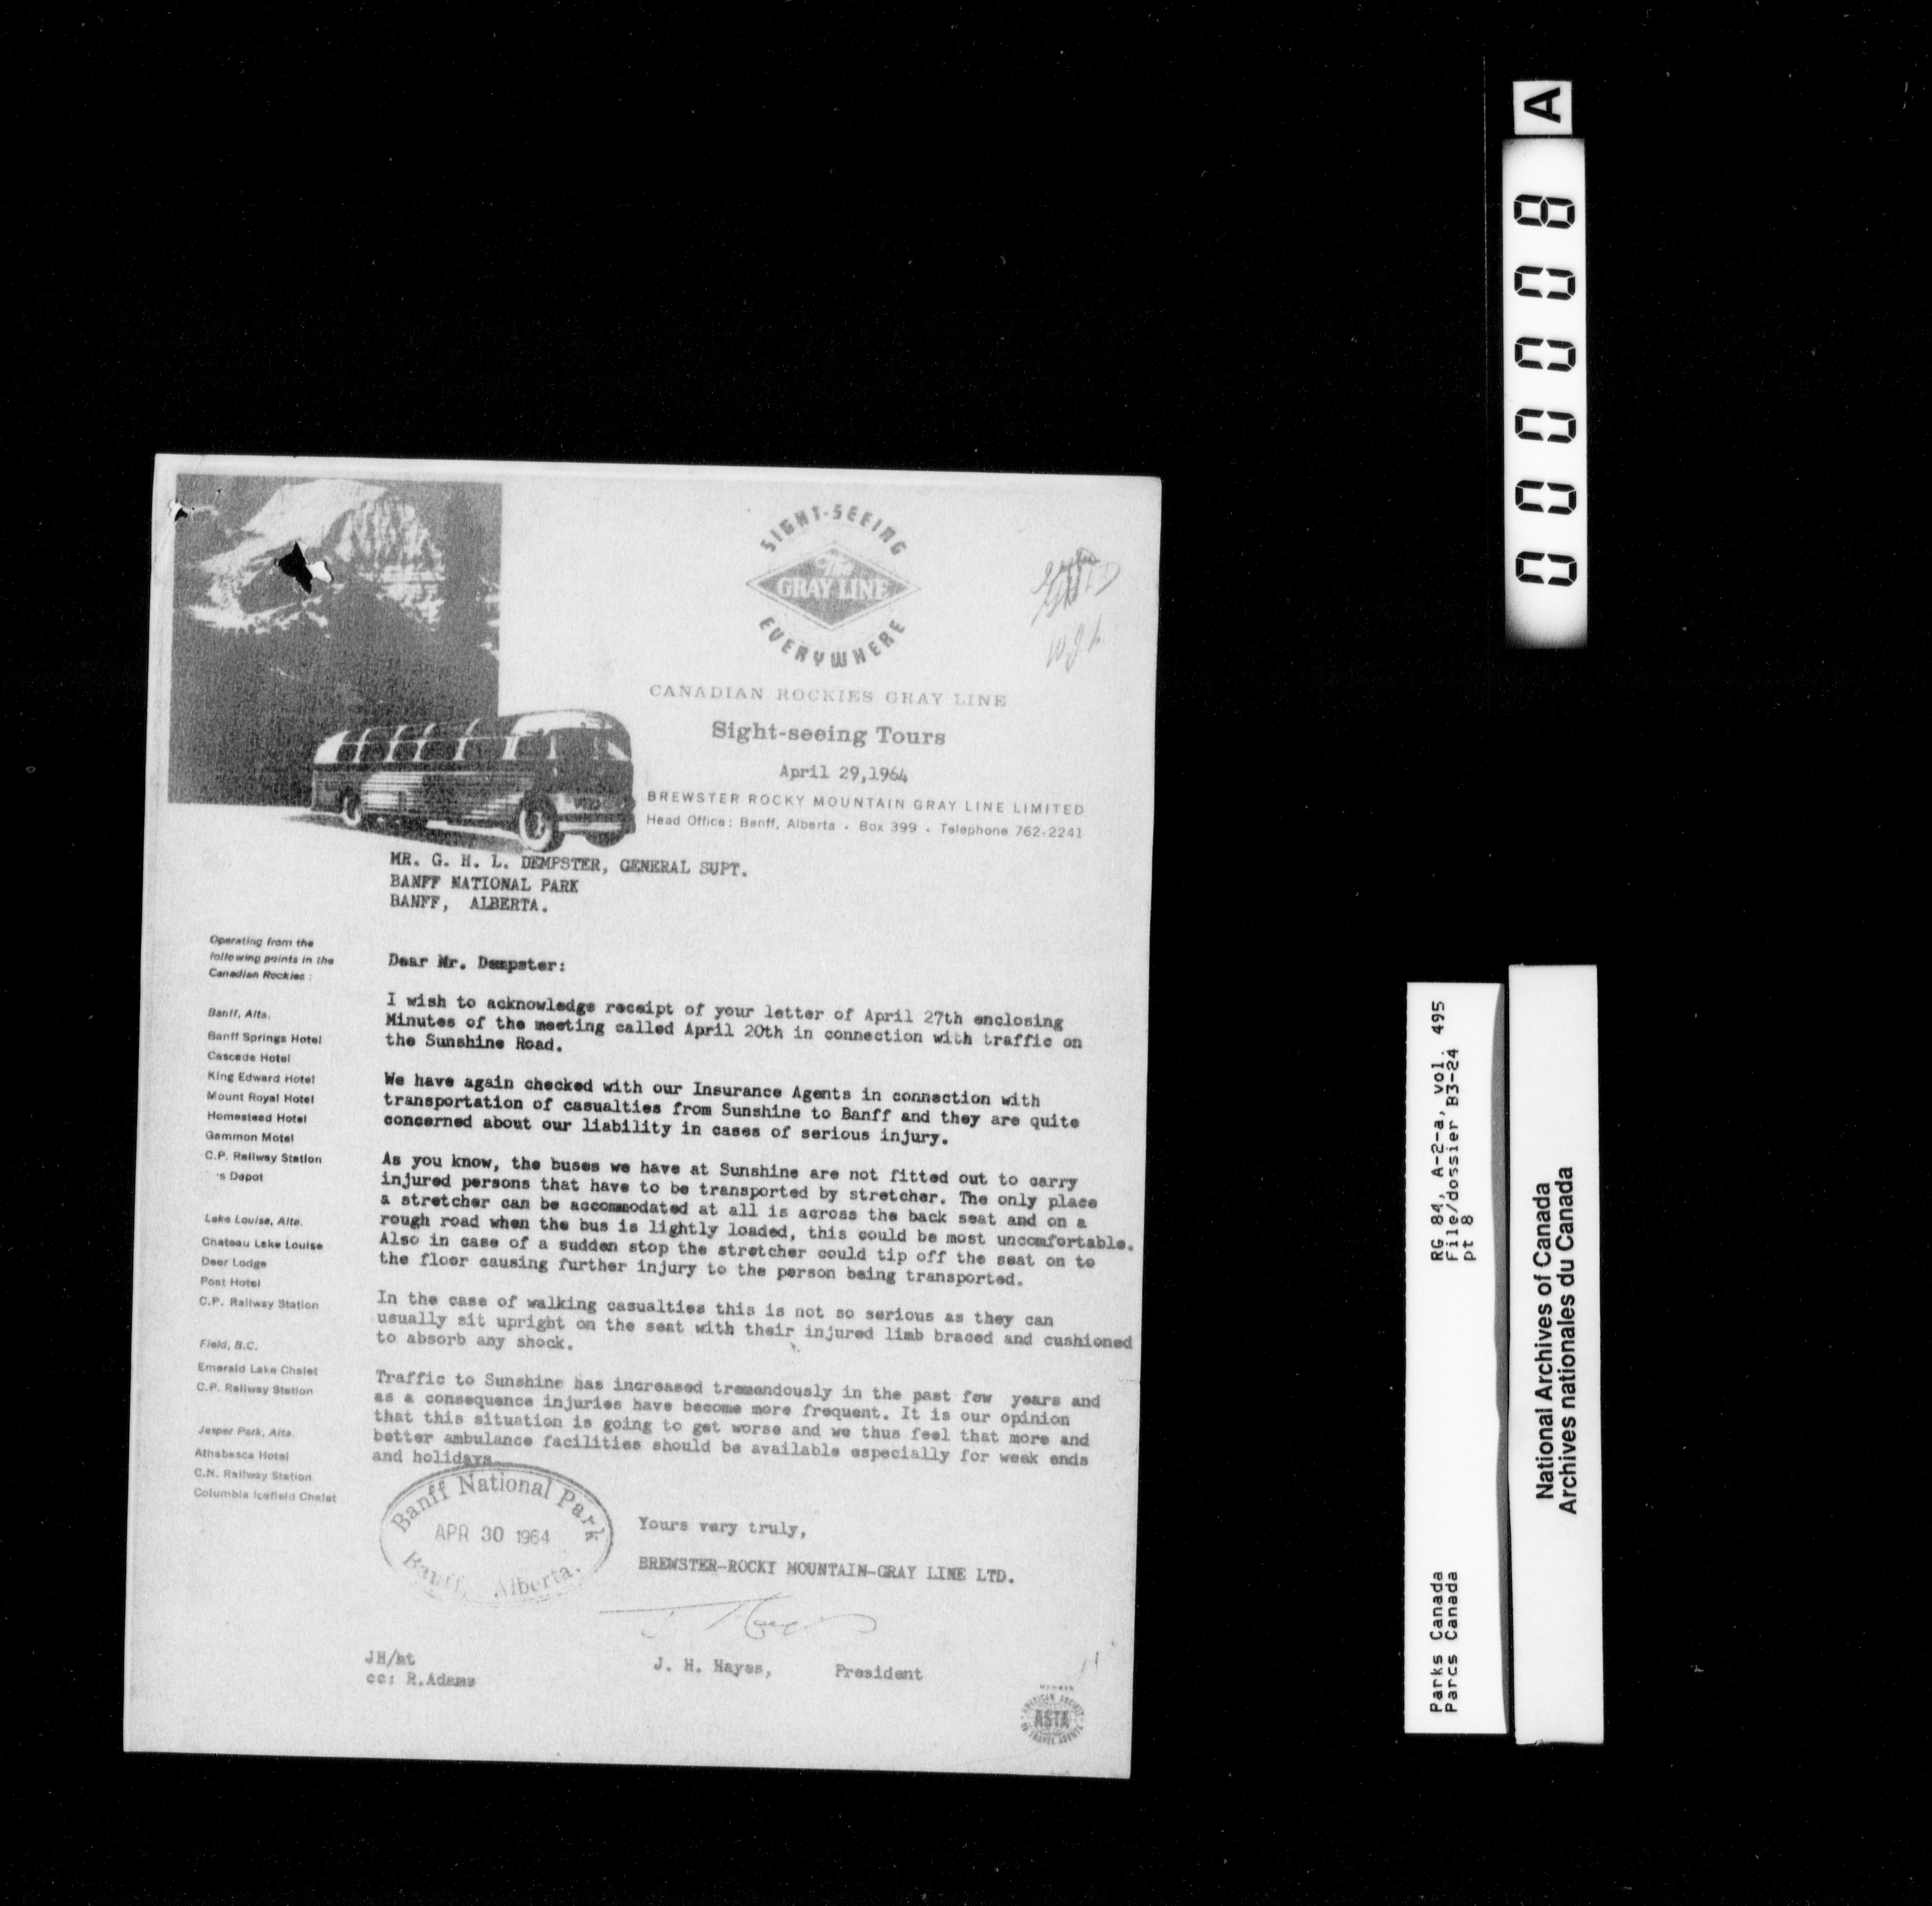 SIGHT-SEEING
The
GRAY LINE
EVERYWHERE
W.J.
CANADIAN ROCKIES GRAY LINE
Sight-seeing Tours
April 29,1964
BREWSTER ROCKY MOUNTAIN GRAY LINE LIMITED
Head Office: Banff, Alberta • Box 399 • Telephone 762-2241
MR. G. H. L. DEMPSTER, GENERAL SUPT.
BANFF NATIONAL PARK
BANFF, ALBERTA.
Operating from the
following points in the
Canadian Rockies :
Banff, Alta.
Banff Springs Hotel
Cascade Hotel
King Edward Hotel
Mount Royal Hotel
Homestead Hotel
Gammon Motel
C.P. Railway Station
's Depot
Lake Louise, Alta.
Chateau Lake Louise
Deer Lodge
Post Hotel
C.P. Railway Station
Field, B.C.
Emerald Lake Chalet
C.P. Railway Station
Jasper Park, Alta.
Athabasca Hotel
C.N. Railway Station
Columbia Icefield Chalet
Dear Mr. Dempster:
I wish to acknowledge receipt of your letter of April 27th enclosing
Minutes of the meeting called April 20th in connection with traffic on
the Sunshine Road.
We have again checked with our Insurance Agents in connection with
transportation of casualties from Sunshine to Banff and they are quite
concerned about our liability in cases of serious injury.
As you know, the buses we have at Sunshine are not fitted out to carry
injured persons that have to be transported by stretcher. The only place
a stretcher can be accommodated at all is across the back seat and on a
rough road when the bus is lightly loaded, this could be most uncomfortable.
Also in case of a sudden stop the stretcher could tip off the seat on to
the floor causing further injury to the person being transported.
In the case of walking casualties this is not so serious as they can
usually sit upright on the seat with their injured limb braced and cushioned
to absorb any shock.
Traffic to Sunshine has increased tremendously in the past few years and
as a consequence injuries have become more frequent. It is our opinion
that this situation is going to get worse and we thus feel that more and
better ambulance facilities should be available especially for weak ends
and holidays.
Banff National Park
APR 30 1964
Banff, Alberta.
Yours very truly,
BREWSTER-ROCKY MOUNTAIN-GRAY LINE LTD.
J. H. Hayes, President
JH/mt
cc: R.Adams
MEMBER
AMERICAN SOCIETY
ASTA
OF TRAVEL AGENTS
000008
A
RG 84, A-2-a, vol. 495
File/dossier B3-24
pt 8
Parks Canada
Parcs Canada
National Archives of Canada
Archives nationales du Canada